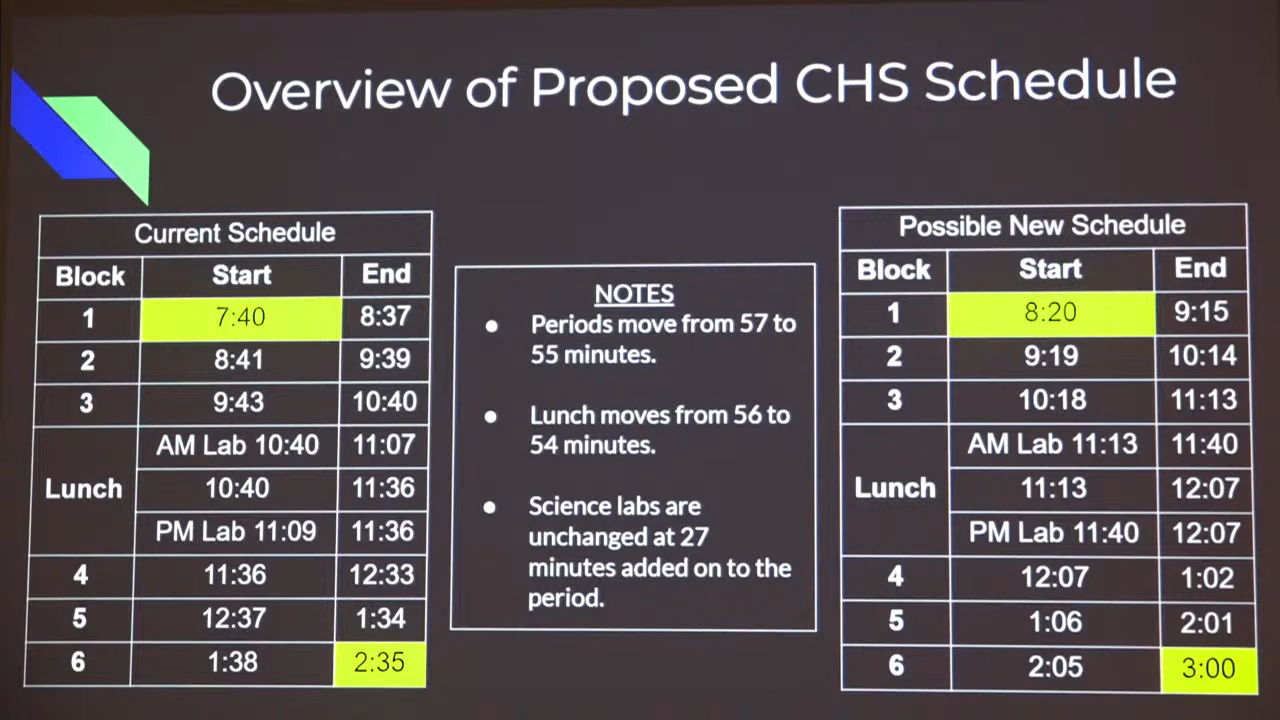 Overview of Proposed CHS Schedule
Current Schedule
Block Start End
1 7:40 8:37
2 8:41 9:39
3 9:43 10:40
Lunch
AM Lab 10:40 11:07
10:40 11:36
PM Lab 11:09 11:36
4 11:36 12:33
5 12:37 1:34
6 1:38 2:35
NOTES
● Periods move from 57 to
55 minutes.
● Lunch moves from 56 to
54 minutes.
● Science labs are
unchanged at 27
minutes added on to the
period.
Possible New Schedule
Block Start End
1 8:20 9:15
2 9:19 10:14
3 10:18 11:13
Lunch
AM Lab 11:13 11:40
11:13 12:07
PM Lab 11:40 12:07
4 12:07 1:02
5 1:06 2:01
6 2:05 3:00